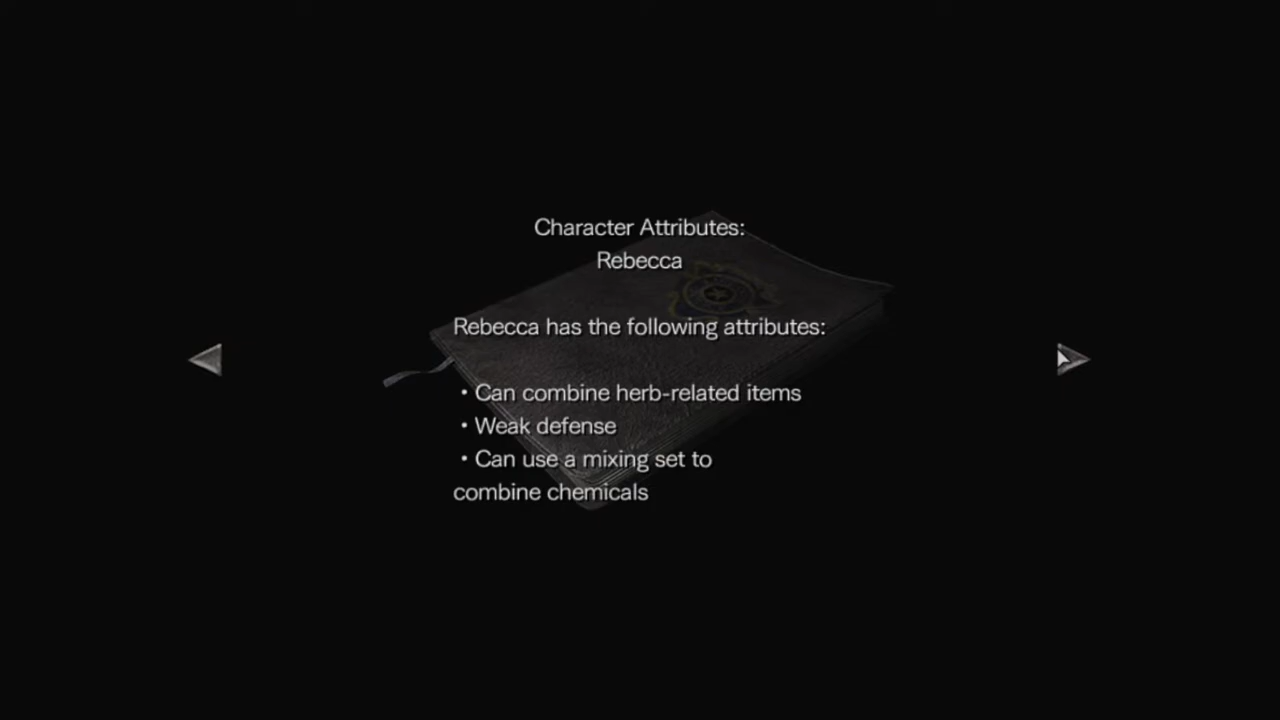 Character Attributes:
Rebecca
Rebecca has the following attributes:
・Can combine herb-related items
・Weak defense
・Can use a mixing set to
combine chemicals